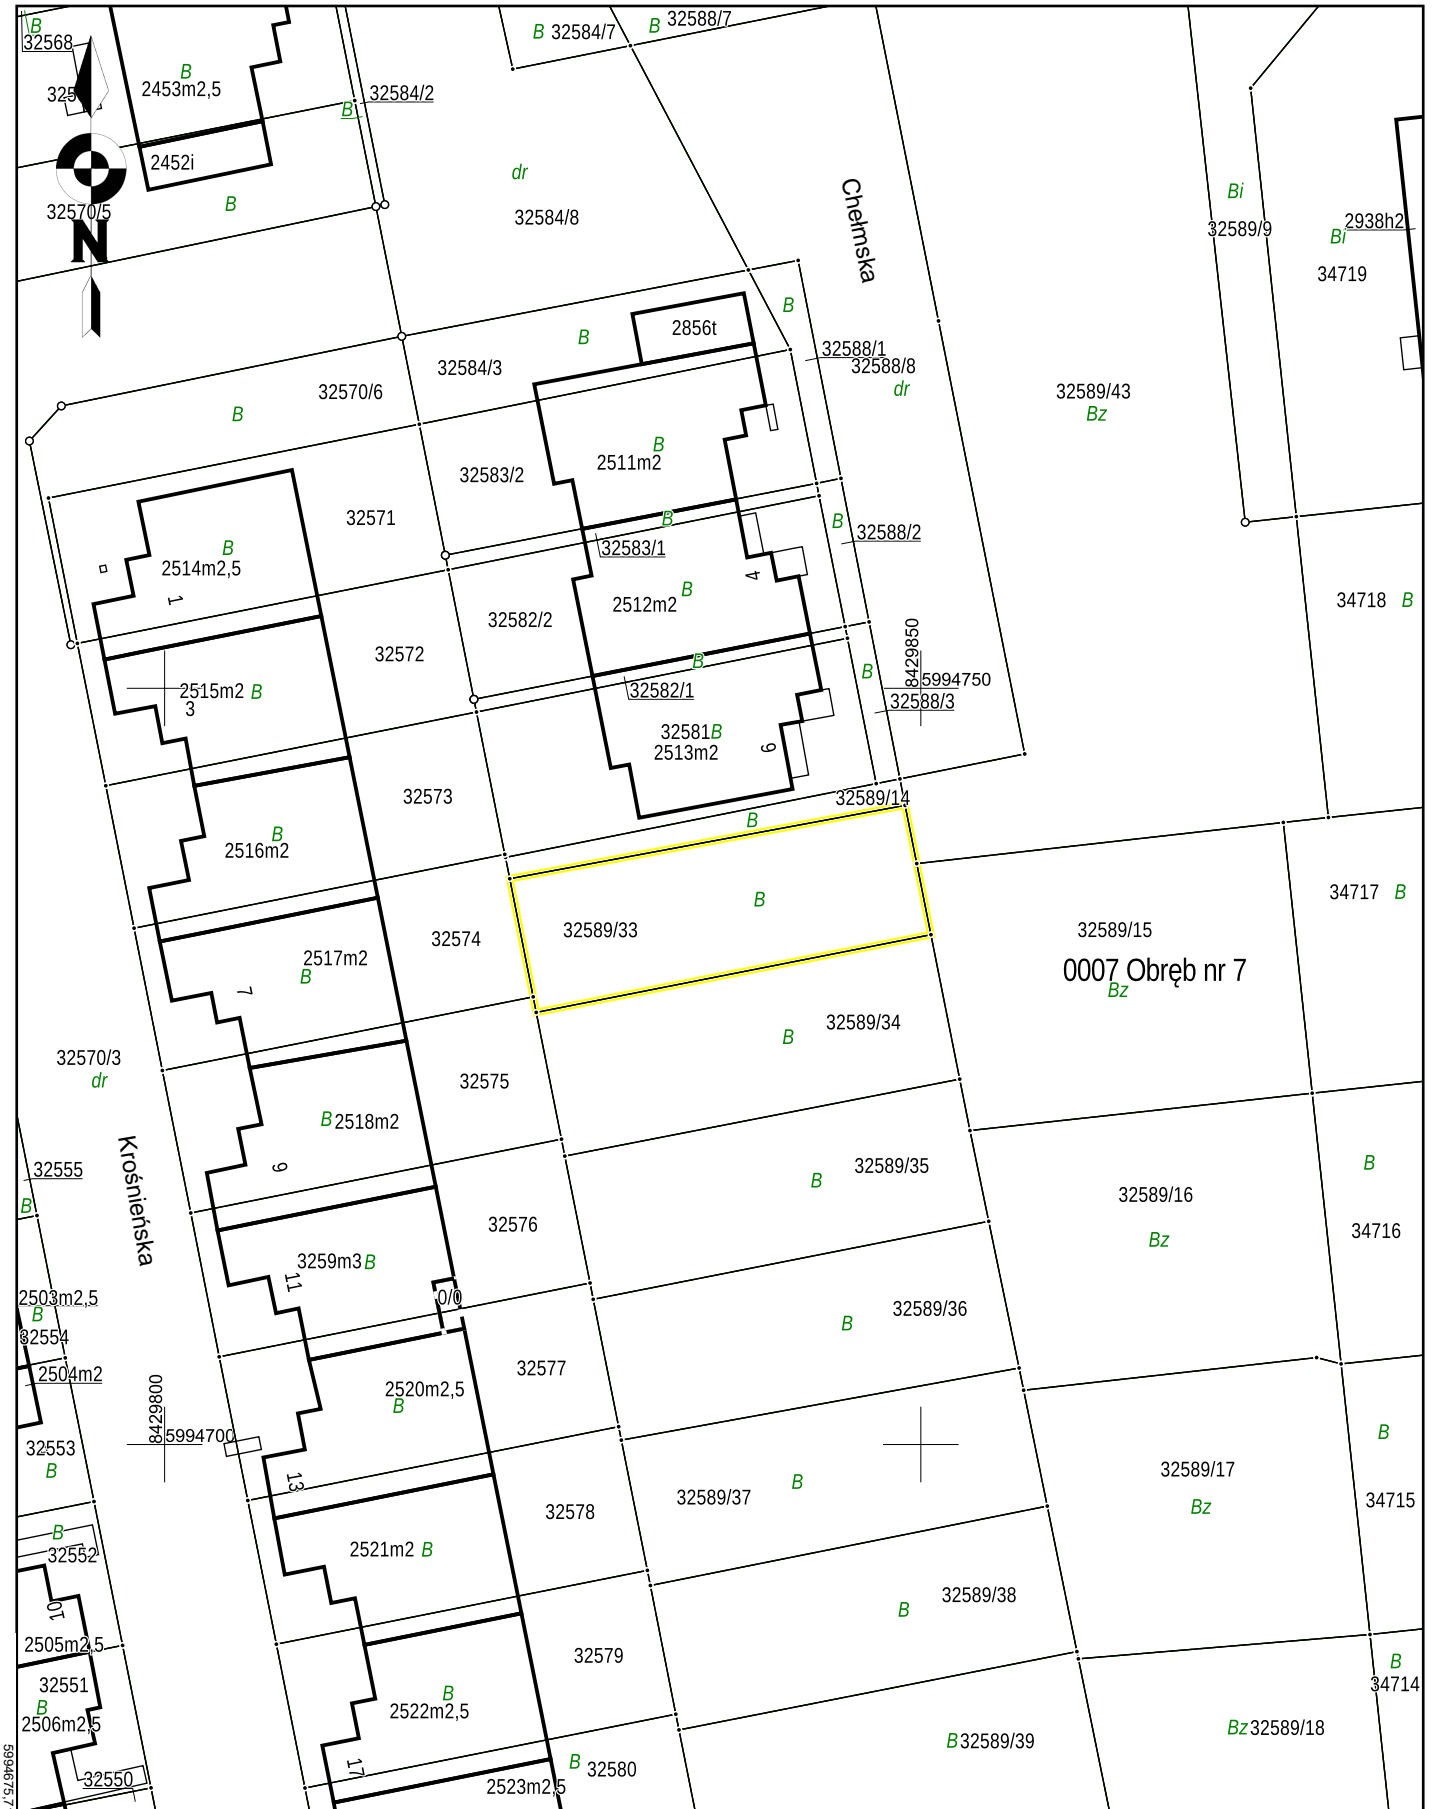 B
32568
B
2453m2,5
B
32584/7
B
32588/7
32584/2
B
2452i
32570/5
N
B
dr
32584/8
Chełmska
Bi
32589/9
2938h2
Bi
34719
B
2856t
B
32584/3
32588/1
32588/8
dr
32570/6
B
32589/43
Bz
B
2511m2
32583/2
32571
B
B
32588/2
32583/1
B
2514m2,5
1
4
B
2512m2
34718 B
32582/2
32572
B
B
8429850
5994750
32588/3
2515m2 B
3
32582/1
32581 B
2513m2
6
32573
32589/14
B
B
2516m2
34717 B
B
32589/33
32574
32589/15
0007 Obręb nr 7
Bz
2517m2
B
7
32589/34
B
32570/3
dr
32575
B 2518m2
9
32555
B
Krośnieńska
32589/35
B
B
32589/16
Bz
34716
32576
3259m3 B
11
0/0
2503m2,5
B
32554
2504m2
32589/36
B
32577
2520m2,5
B
8429800
5994700
32553
B
B
32589/17
Bz
34715
13
32589/37
B
32578
B
32552
2521m2 B
10
32589/38
B
2505m2,5
32579
32551
B
2506m2,5
B
34714
B
2522m2,5
Bz 32589/18
B 32589/39
17
B 32580
32550
2523m2,5